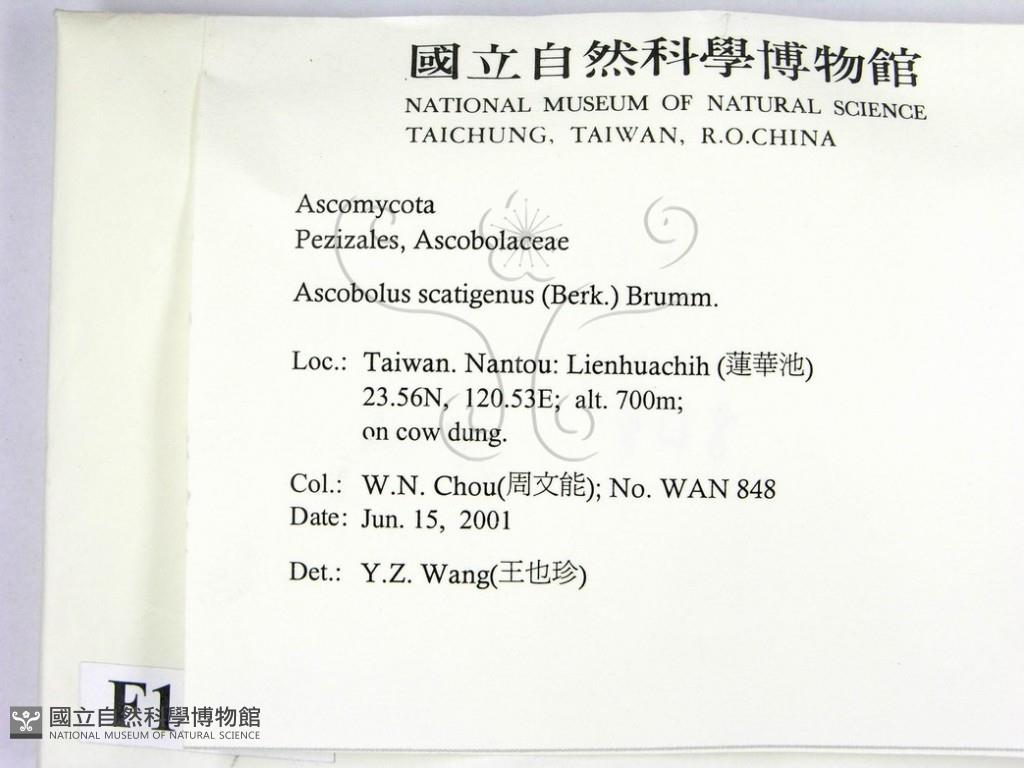 國立自然科學博物館
NATIONAL MUSEUM OF NATURAL SCIENCE
TAICHUNG, TAIWAN, R.O.CHINA
Ascomycota
Pezizales, Ascobolaceae
Ascobolus scatigenus (Berk.) Brumm.
Loc.: Taiwan. Nantou: Lienhuachih (蓮華池)
23.56N, 120.53E; alt. 700m;
on cow dung.
Col.: W.N. Chou(周文能); No. WAN 848
Date: Jun. 15, 2001
Det.: Y.Z. Wang(王也珍)
F1
國立自然科學博物館
NATIONAL MUSEUM OF NATURAL SCIENCE